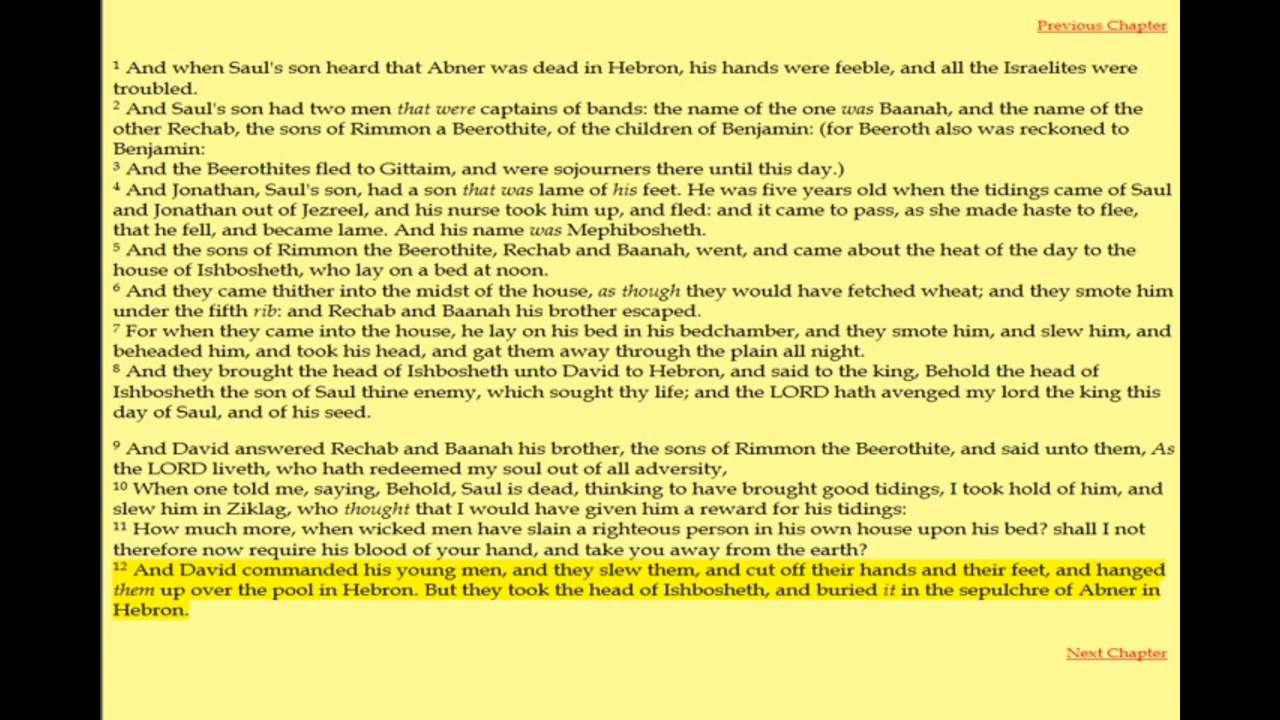 Previous Chapter
1 And when Saul's son heard that Abner was dead in Hebron, his hands were feeble, and all the Israelites were
troubled.
2 And Saul's son had two men that were captains of bands: the name of the one was Baanah, and the name of the
other Rechab, the sons of Rimmon a Beerothite, of the children of Benjamin: (for Beeroth also was reckoned to
Benjamin:
3 And the Beerothites fled to Gittaim, and were sojourners there until this day.)
4 And Jonathan, Saul's son, had a son that was lame of his feet. He was five years old when the tidings came of Saul
and Jonathan out of Jezreel, and his nurse took him up, and fled: and it came to pass, as she made haste to flee,
that he fell, and became lame. And his name was Mephibosheth.
5 And the sons of Rimmon the Beerothite, Rechab and Baanah, went, and came about the heat of the day to the
house of Ishbosheth, who lay on a bed at noon.
6 And they came thither into the midst of the house, as though they would have fetched wheat; and they smote him
under the fifth rib: and Rechab and Baanah his brother escaped.
7 For when they came into the house, he lay on his bed in his bedchamber, and they smote him, and slew him, and
beheaded him, and took his head, and gat them away through the plain all night.
8 And they brought the head of Ishbosheth unto David to Hebron, and said to the king, Behold the head of
Ishbosheth the son of Saul thine enemy, which sought thy life; and the LORD hath avenged my lord the king this
day of Saul, and of his seed.
9 And David answered Rechab and Baanah his brother, the sons of Rimmon the Beerothite, and said unto them, As
the LORD liveth, who hath redeemed my soul out of all adversity,
10 When one told me, saying, Behold, Saul is dead, thinking to have brought good tidings, I took hold of him, and
slew him in Ziklag, who thought that I would have given him a reward for his tidings:
11 How much more, when wicked men have slain a righteous person in his own house upon his bed? shall I not
therefore now require his blood of your hand, and take you away from the earth?
12 And David commanded his young men, and they slew them, and cut off their hands and their feet, and hanged
them up over the pool in Hebron. But they took the head of Ishbosheth, and buried it in the sepulchre of Abner in
Hebron.
Next Chapter